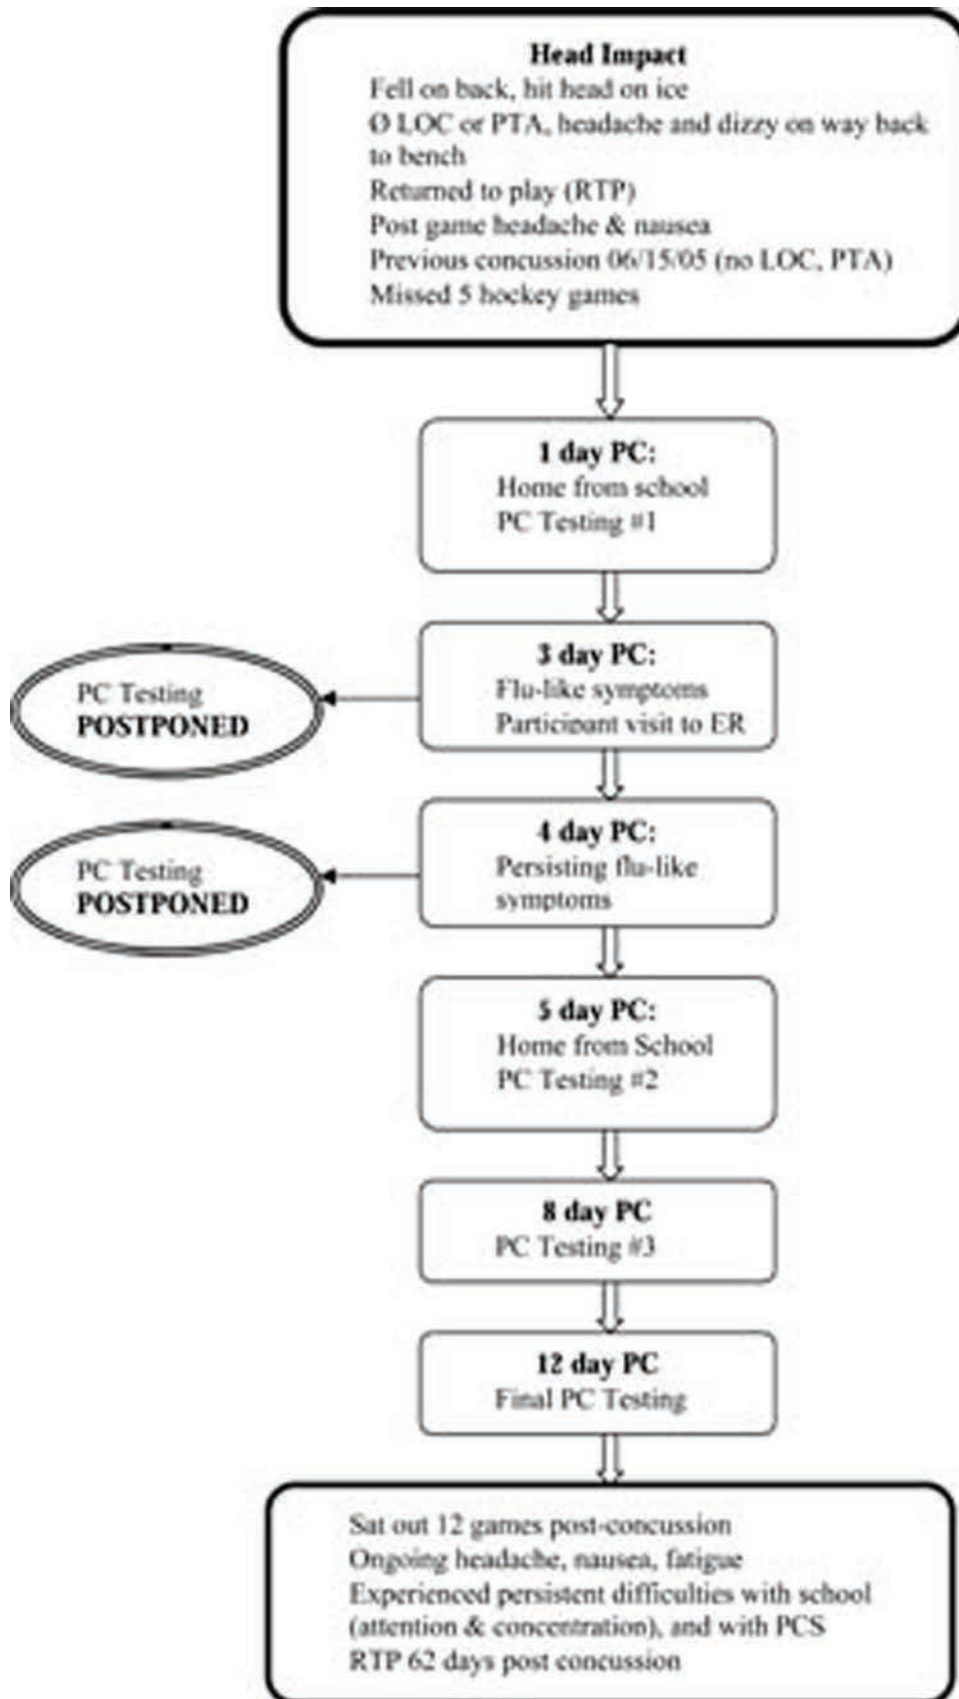 Head Impact
Fell on back, hit head on ice
Ø LOC or PTA, headache and dizzy on way back
to bench
Returned to play (RTP)
Post game headache & nausea
Previous concussion 06/15/05 (no LOC, PTA)
Missed 5 hockey games
1 day PC:
Home from school
PC Testing #1
3 day PC:
Flu-like symptoms
Participant visit to ER
PC Testing
POSTPONED
4 day PC:
Persisting flu-like
symptoms
PC Testing
POSTPONED
5 day PC:
Home from School
PC Testing #2
8 day PC
PC Testing #3
12 day PC
Final PC Testing
Sat out 12 games post-concussion
Ongoing headache, nausea, fatigue
Experienced persistent difficulties with school
(attention & concentration), and with PCS
RTP 62 days post concussion